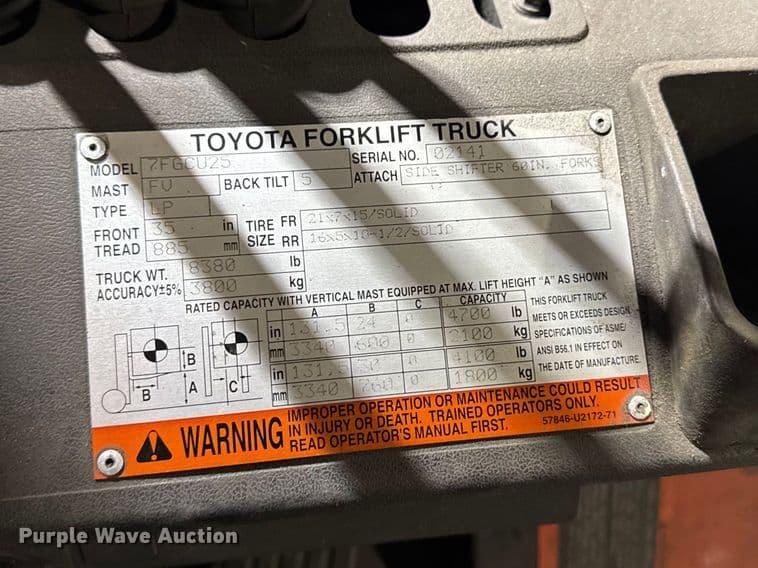 TOYOTA FORKLIFT TRUCK
MODEL 7FGCU25 SERIAL NO. 02141
MAST FV BACK TILT 5 ATTACH SIDE SHIFTER 60IN. FORKS
TYPE LP
FRONT TREAD 35 in 885 mm
TIRE SIZE FR 21x7x15/SOLID
RR 16x5x10-1/2/SOLID
TRUCK WT. ACCURACY±5% 8380 lb 3800 kg
RATED CAPACITY WITH VERTICAL MAST EQUIPPED AT MAX. LIFT HEIGHT "A" AS SHOWN
A B C CAPACITY
in 131.5 24 0 4700 lb
mm 3340 600 0 2100 kg
in 131.5 30 0 4100 lb
mm 3340 760 0 1800 kg
THIS FORKLIFT TRUCK
MEETS OR EXCEEDS DESIGN
SPECIFICATIONS OF ASME/
ANSI B56.1 IN EFFECT ON
THE DATE OF MANUFACTURE.
B
A
B
C
WARNING
IMPROPER OPERATION OR MAINTENANCE COULD RESULT
IN INJURY OR DEATH. TRAINED OPERATORS ONLY.
READ OPERATOR'S MANUAL FIRST.
57846-U2172-71
Purple Wave Auction